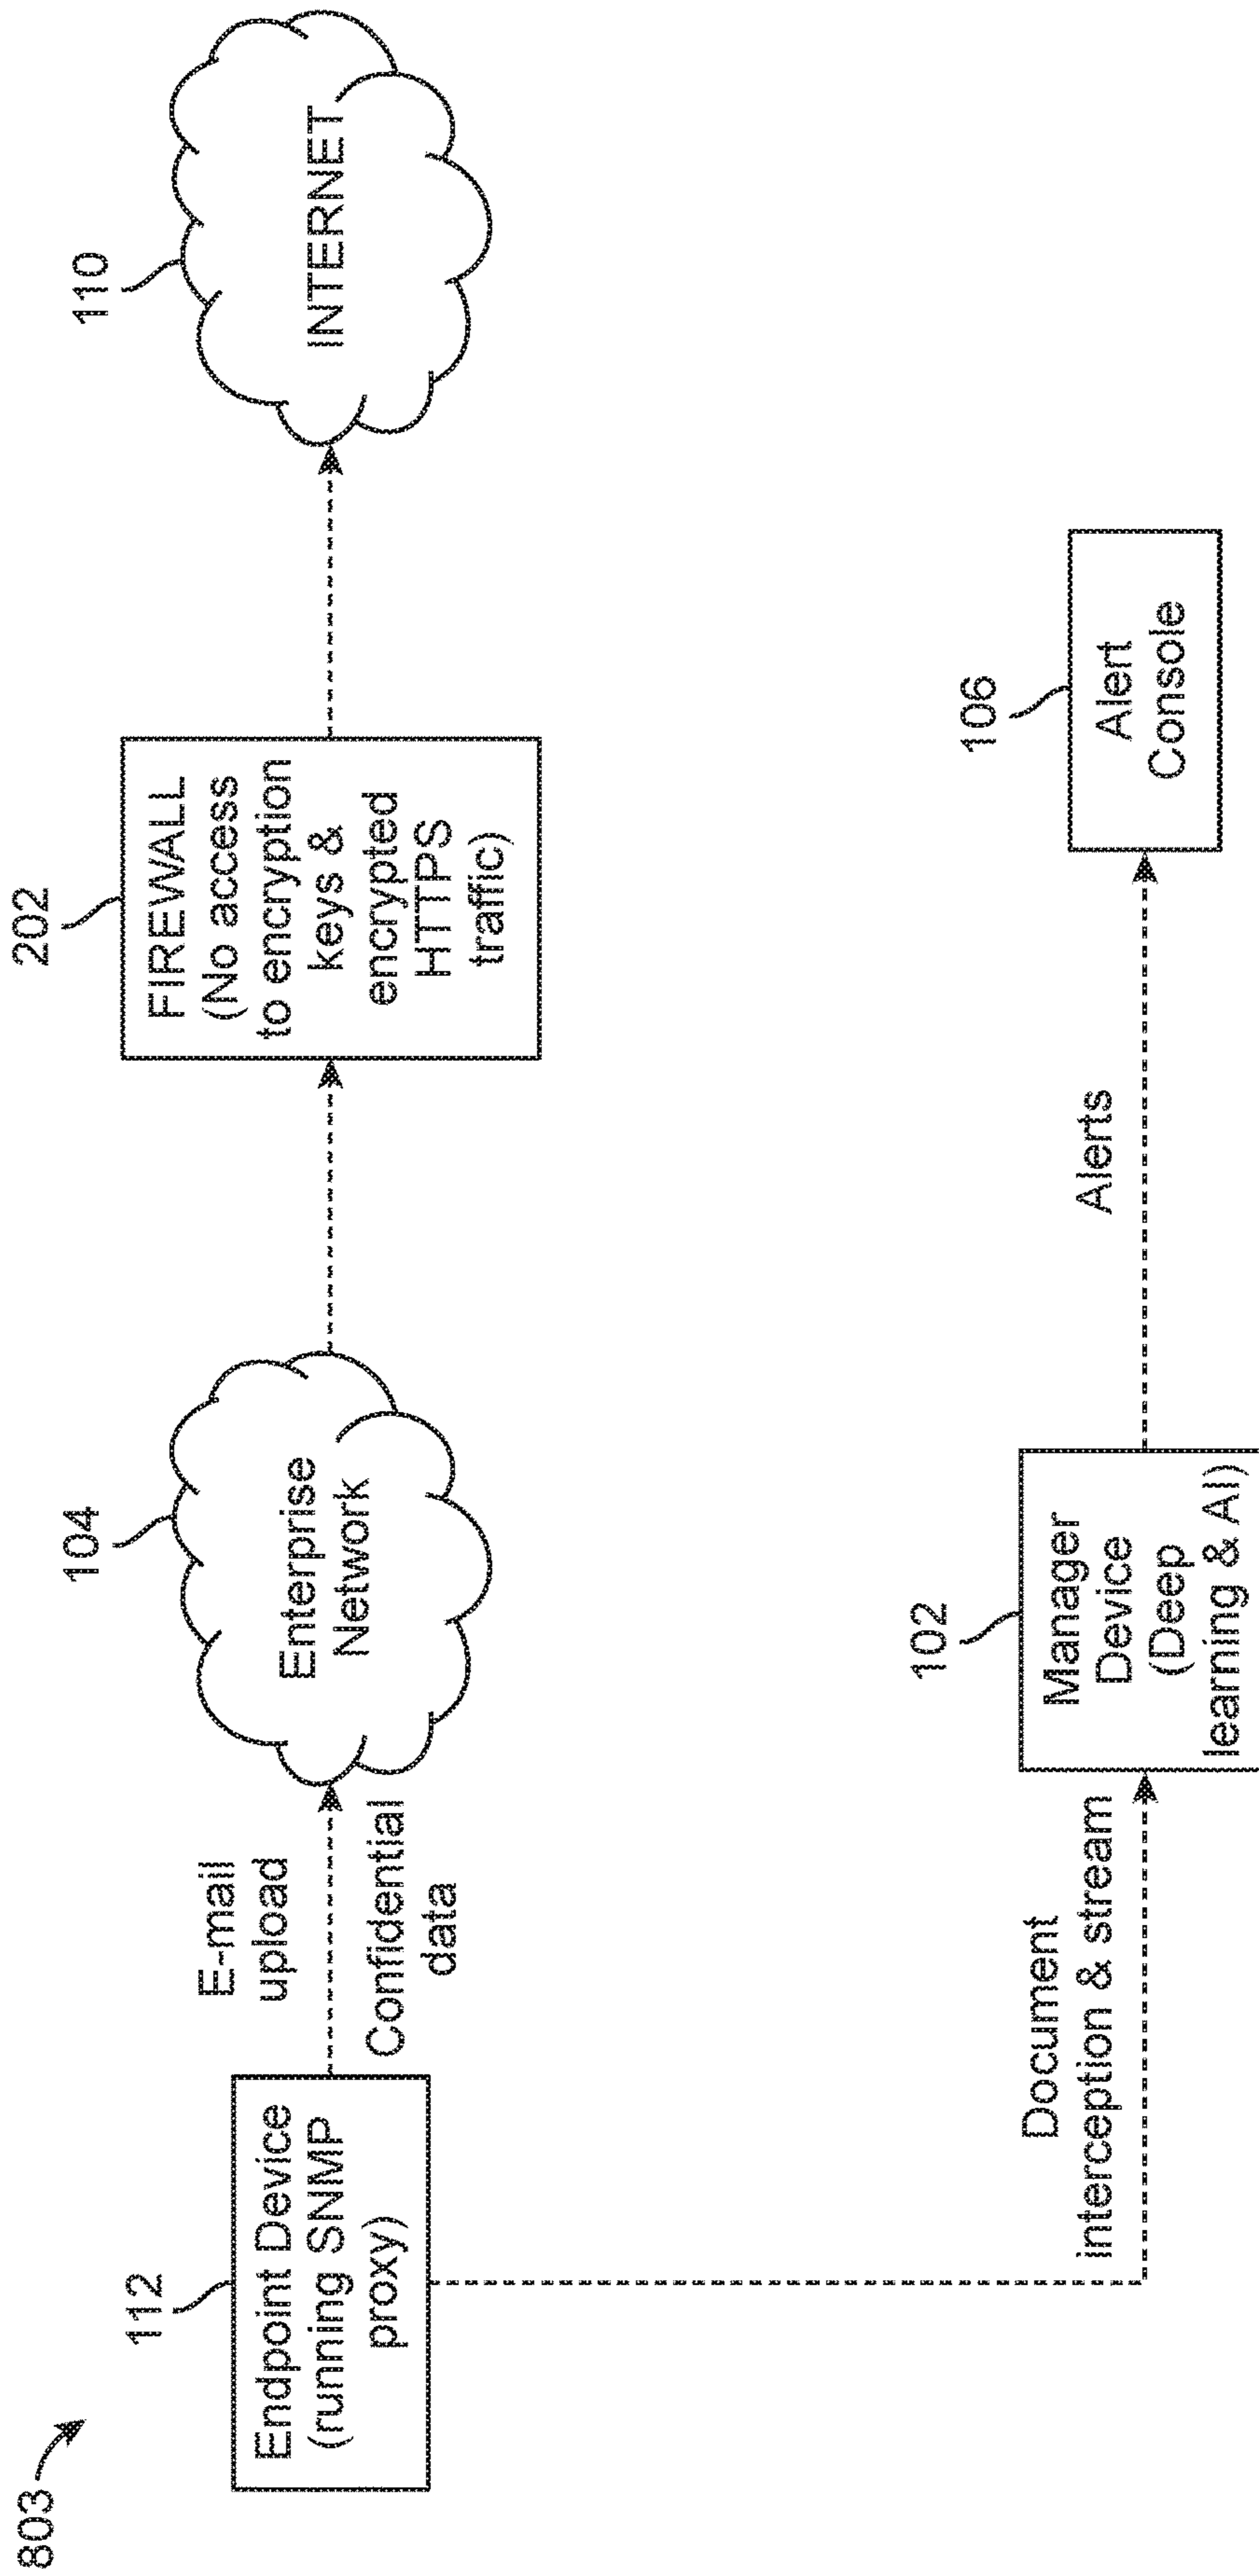 803
112
Endpoint Device
(running SNMP
proxy)
E-mail
upload
Confidential
data
104
Enterprise
Network
202
FIREWALL
(No access
to encryption
keys &
encrypted
HTTPS
traffic)
110
INTERNET
Document
interception & stream
102
Manager
Device
(Deep
learning & AI)
Alerts
106
Alert
Console